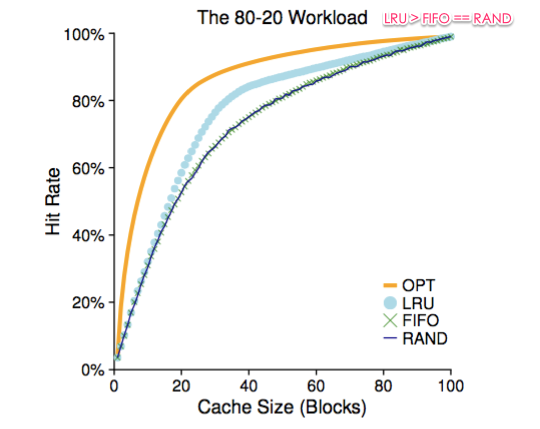 The 80-20 Workload
LRU > FIFO == RAND
100%
80%
60%
40%
20%
0%
Hit Rate
OPT
LRU
FIFO
RAND
0 20 40 60 80 100
Cache Size (Blocks)